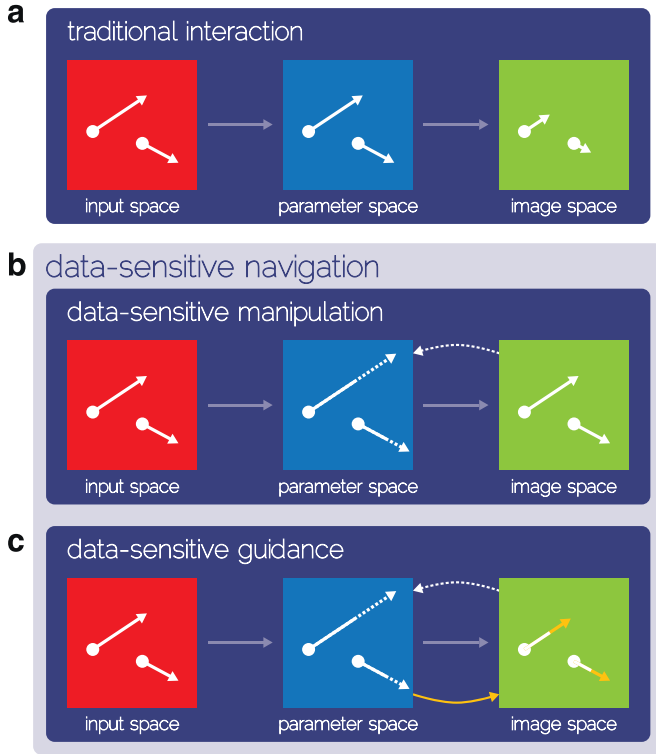 a
traditional interaction
input space
parameter space
image space
b
data-sensitive navigation
data-sensitive manipulation
input space
parameter space
image space
c
data-sensitive guidance
input space
parameter space
image space